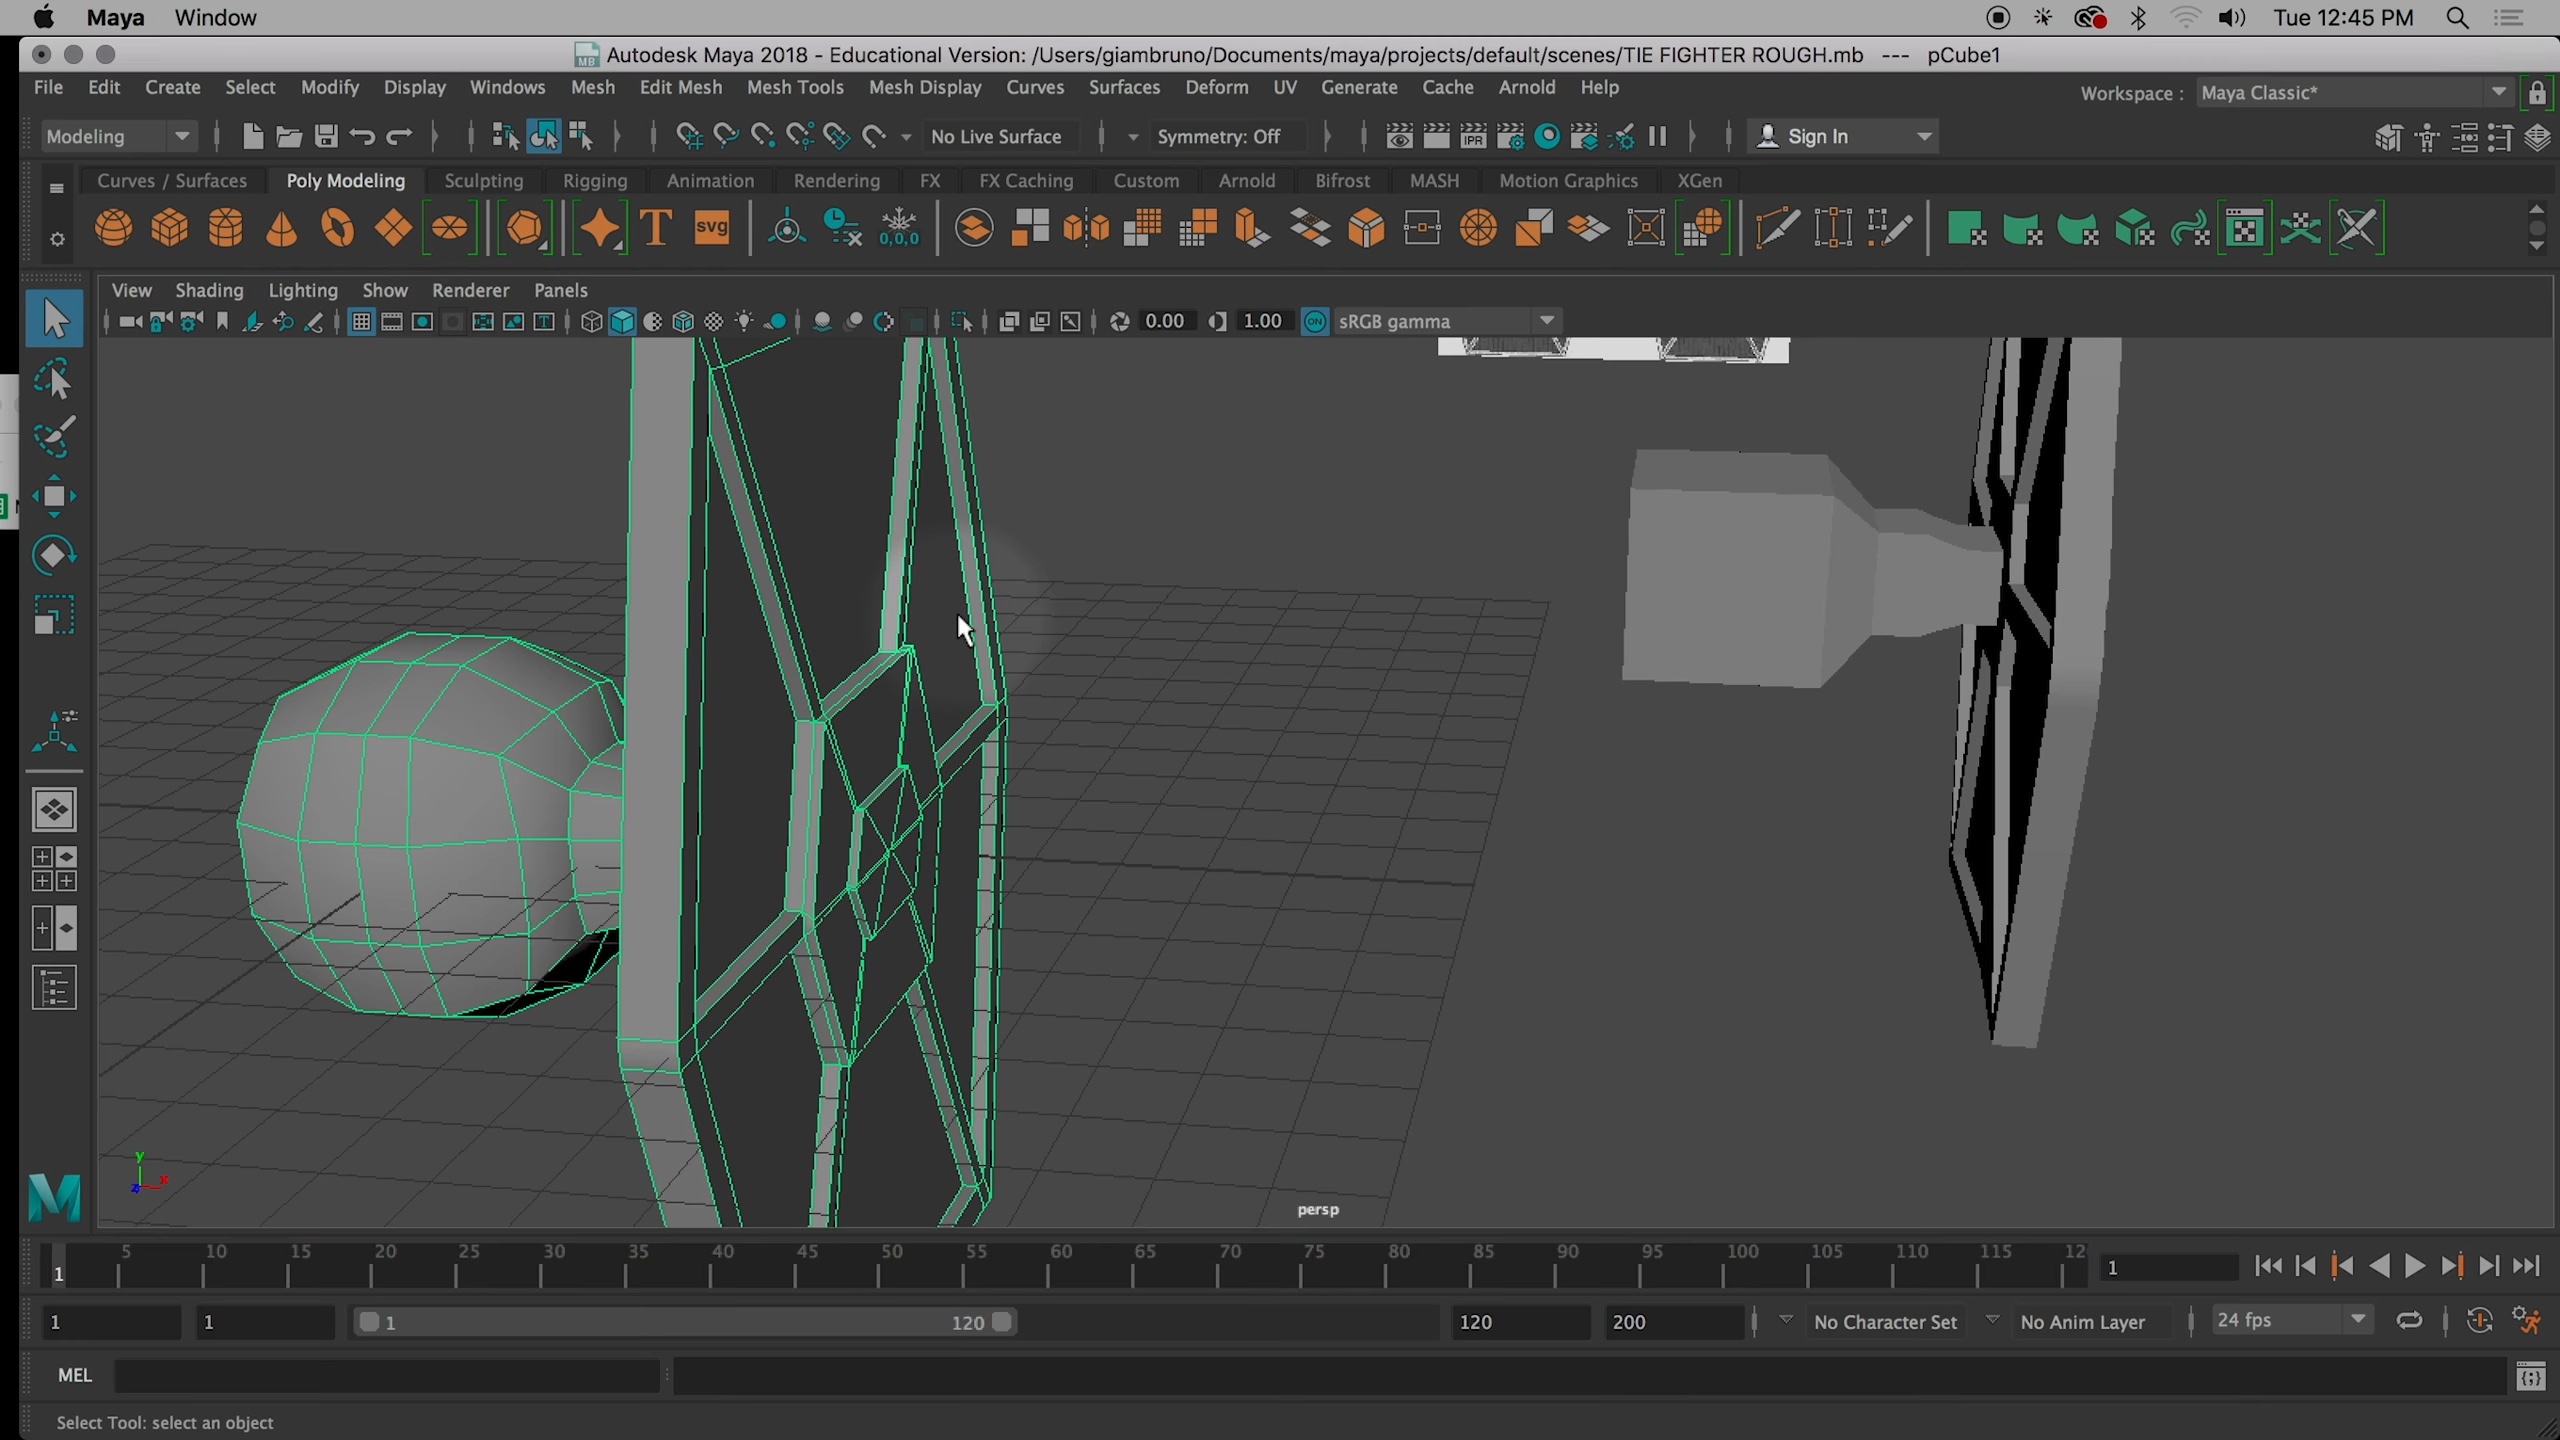 Maya Window Tue 12:45 PM
Autodesk Maya 2018 - Educational Version: /Users/giambruno/Documents/maya/projects/default/scenes/TIE FIGHTER ROUGH.mb --- pCube1
File Edit Create Select Modify Display Windows Mesh Edit Mesh Mesh Tools Mesh Display Curves Surfaces Deform UV Generate Cache Arnold Help Workspace : Maya Classic*
Modeling No Live Surface Symmetry: Off IPR Sign In
Curves / Surfaces Poly Modeling Sculpting Rigging Animation Rendering FX FX Caching Custom Arnold Bifrost MASH Motion Graphics XGen
T svg 0,0,0
View Shading Lighting Show Renderer Panels
0.00 1.00 ON sRGB gamma
y
z x
persp
5 10 15 20 25 30 35 40 45 50 55 60 65 70 75 80 85 90 95 100 105 110 115 12
1 1
1 1 1 120 120 200 No Character Set No Anim Layer 24 fps
MEL
Select Tool: select an object